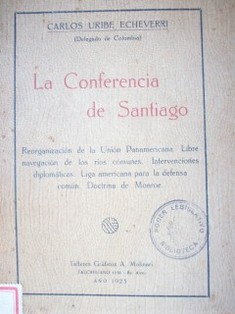 CARLOS URIBE ECHEVERRI
(Delegado de Colombia)
La Conferencia
de Santiago
Reorganización de la Unión Panamericana. Libre
navegación de los ríos comunes. Intervenciones
diplomáticas. Liga americana para la defensa
común. Doctrina de Monroe.
PODER LEGISLATIVO
BIBLIOTECA
Talleres Gráficos A. Molinari
AÑO 1923